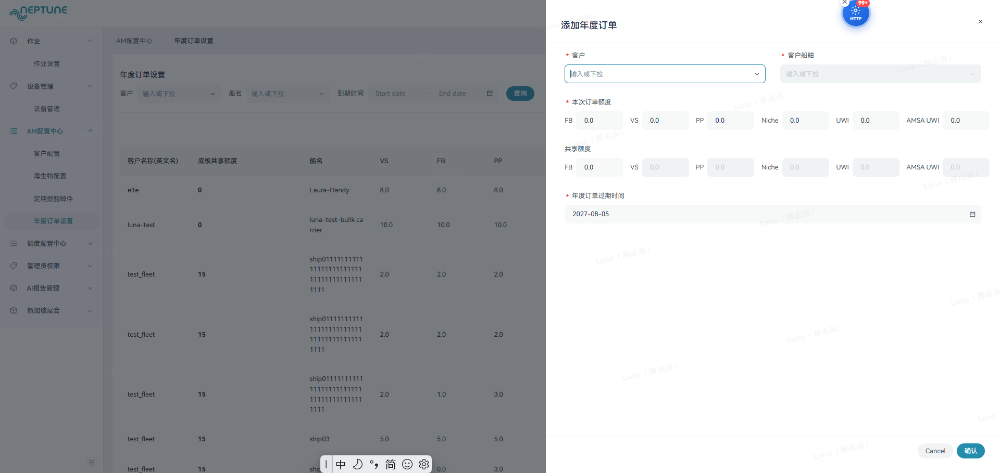 NEPTUNE
作业
作业设置
设备管理
设备管理
AM配置中心
客户配置
海生物配置
定期提醒邮件
年度订单设置
调度配置中心
管理员权限
AI报告管理
新加坡展会
AM配置中心 / 年度订单设置
年度订单设置
客户 输入或下拉 船名 输入或下拉 到期时间 Start date - End date 查询
客户名称(英文名) 底板共享额度 船名 VS FB PP
elte 0 Laura-Handy 8.0 8.0 8.0
luna-test 0 luna-test-bullk ca
rrier 10.0 10.0 10.0
test_fleet 15 ship01111111111
11111111111111
11111111111111
1111 2.0 2.0 2.0
test_fleet 15 ship01111111111
11111111111111
11111111111111
1111 2.0 2.0 2.0
test_fleet 15 ship01111111111
11111111111111
11111111111111
1111 2.0 1.0 3.0
test_fleet 15 ship03 5.0 5.0 5.0
test_fleet 15 0.0 3.0
中 简
添加年度订单
99+
HTTP
* 客户
输入或下拉
* 客户船舶
输入或下拉
* 本次订单额度
FB 0.0 VS 0.0 PP 0.0 Niche 0.0 UWI 0.0 AMSA UWI 0.0
共享额度
FB 0.0 VS 0.0 PP 0.0 Niche 0.0 UWI 0.0 AMSA UWI 0.0
* 年度订单过期时间
2027-08-05
Cancel 确认